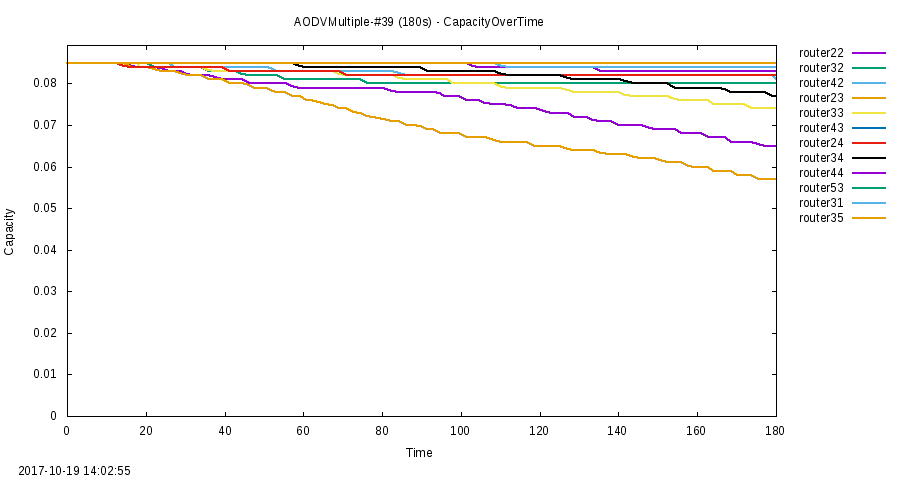 AODVMultiple-#39 (180s) - CapacityOverTime
router22
router32
router42
router23
router33
router43
router24
router34
router44
router53
router31
router35
0.08
0.07
0.06
0.05
0.04
0.03
0.02
0.01
0
Capacity
0 20 40 60 80 100 120 140 160 180
Time
2017-10-19 14:02:55